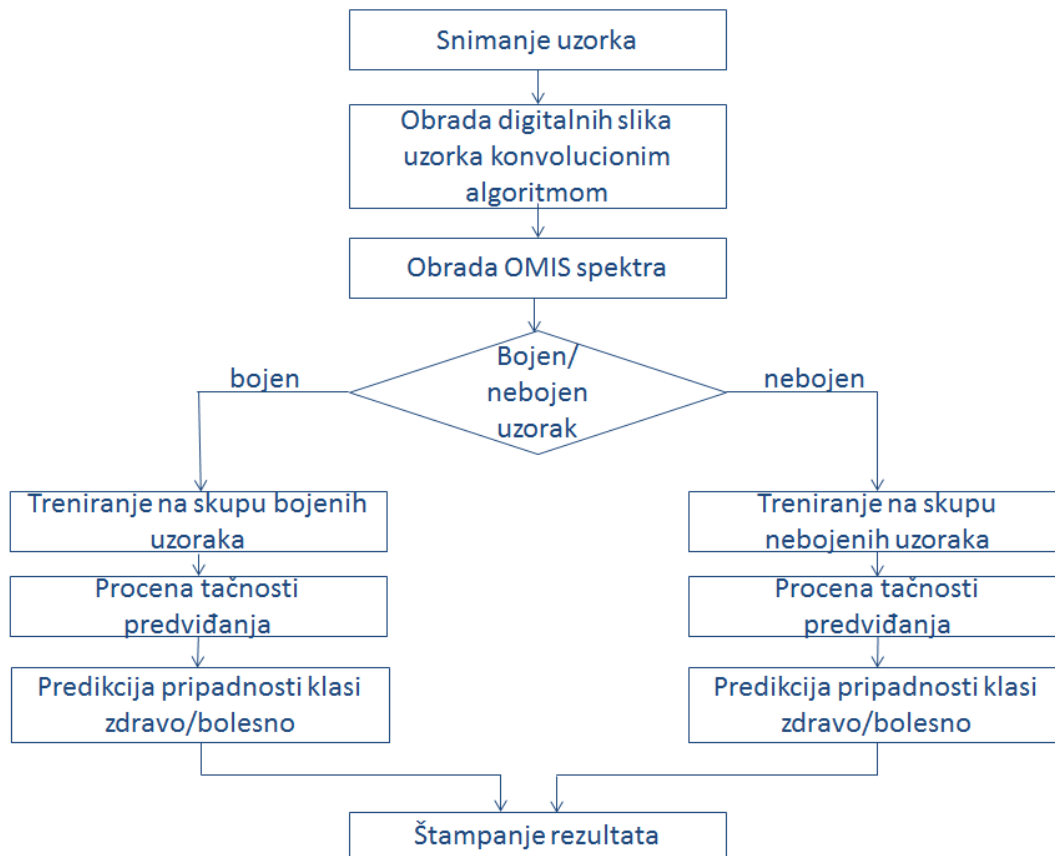 Snimanje uzorka
Obrada digitalnih slika
uzorka konvolucionim
algoritmom
Obrada OMIS spektra
Bojen/
nebojen
uzorak
bojen
nebojen
Treniranje na skupu bojenih
uzoraka
Procena tačnosti
predviđanja
Predikcija pripadnosti klasi
zdravo/bolesno
Treniranje na skupu
nebojenih uzoraka
Procena tačnosti
predviđanja
Predikcija pripadnosti klasi
zdravo/bolesno
Štampanje rezultata